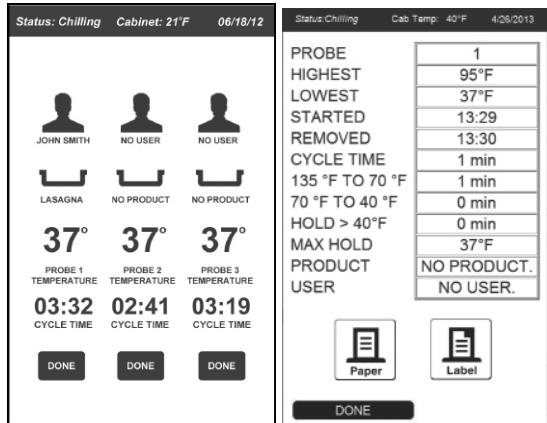 Status: Chilling Cabinet: 21°F 06/18/12
JOHN SMITH NO USER NO USER
LASAGNA NO PRODUCT NO PRODUCT
37° 37° 37°
PROBE 1 PROBE 2 PROBE 3
TEMPERATURE TEMPERATURE TEMPERATURE
03:32 02:41 03:19
CYCLE TIME CYCLE TIME CYCLE TIME
DONE DONE DONE
Status:Chilling Cab Temp: 40°F 4/26/2013
PROBE 1
HIGHEST 95°F
LOWEST 37°F
STARTED 13:29
REMOVED 13:30
CYCLE TIME 1 min
135 °F TO 70 °F 1 min
70 °F TO 40 °F 0 min
HOLD > 40°F 0 min
MAX HOLD 37°F
PRODUCT NO PRODUCT.
USER NO USER.
Paper Label
DONE